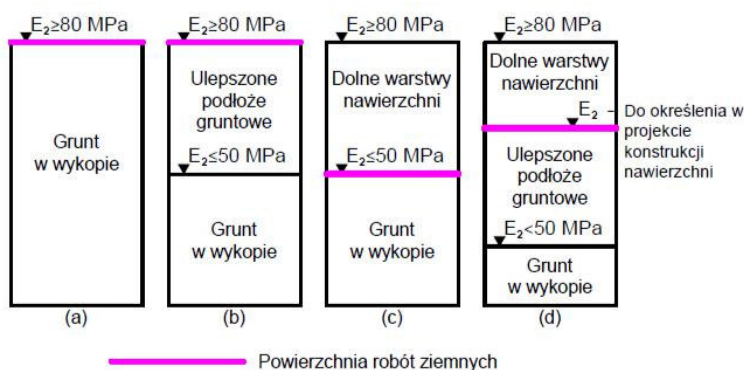 E₂≥80 MPa
Grunt
w wykopie
(a)
E₂≥80 MPa
Ulepszone
podłoże
gruntowe
E₂≤50 MPa
Grunt
w wykopie
(b)
E₂≥80 MPa
Dolne warstwy
nawierzchni
E₂≤50 MPa
Grunt
w wykopie
(c)
E₂≥80 MPa
Dolne warstwy
nawierzchni
E₂ – Do określenia w
projekcie
konstrukcji
nawierzchni
Ulepszone
podłoże
gruntowe
E₂<50 MPa
Grunt
w wykopie
(d)
Powierzchnia robót ziemnych